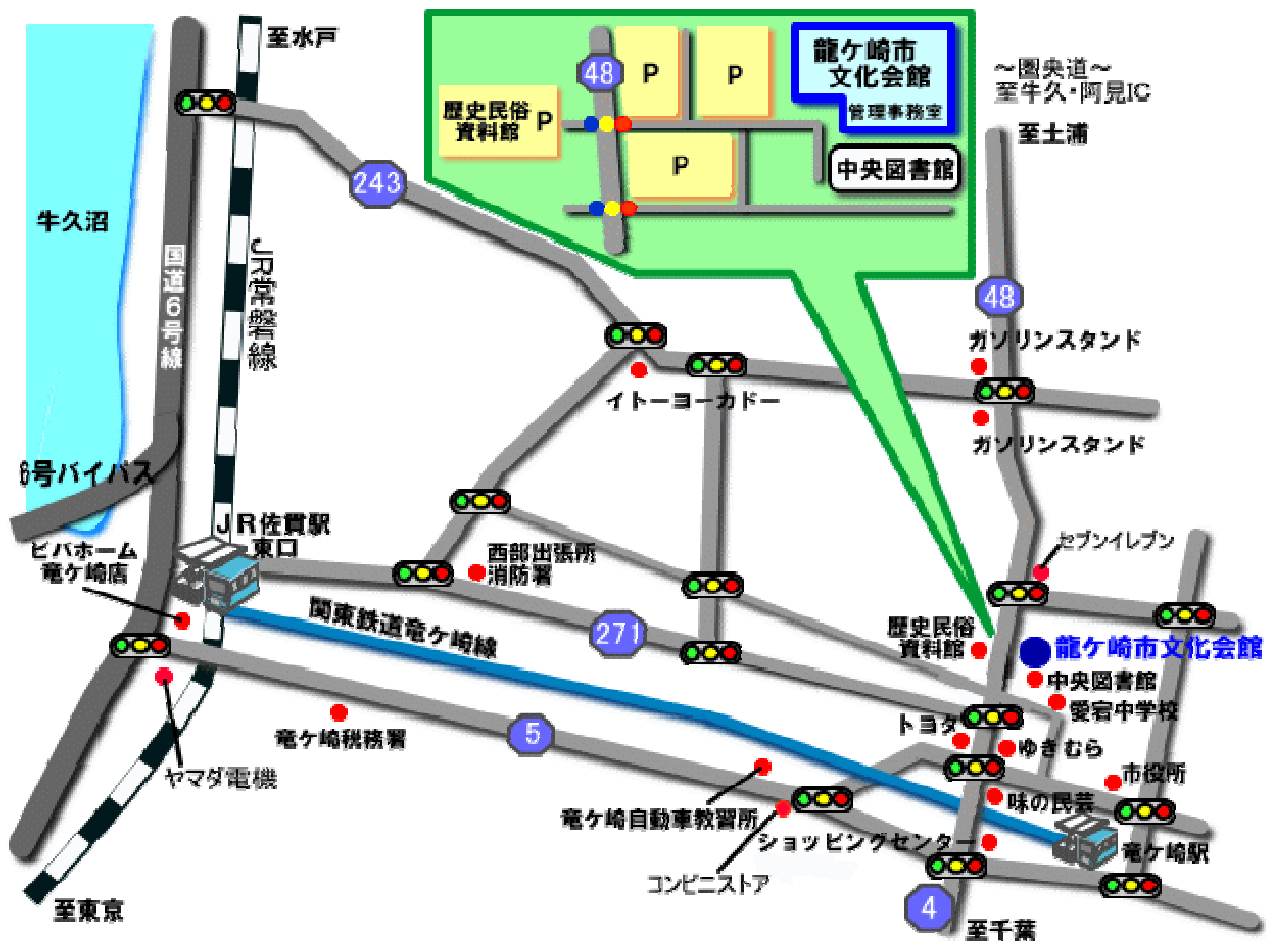 至水戸
龍ケ崎市
文化会館
管理事務室
48
P
P
歴史民俗
資料館
P
P
中央図書館
～圏央道～
至牛久・阿見IC
至土浦
243
牛久沼
国道6号線
JR常磐線
48
ガソリンスタンド
イトーヨーカドー
ガソリンスタンド
6号バイパス
JR佐貫駅
東口
ビバホーム
竜ケ崎店
西部出張所
消防署
セブンイレブン
関東鉄道竜ケ崎線
271
歴史民俗
資料館
龍ケ崎市文化会館
中央図書館
愛宕中学校
トヨタ
ゆきむら
5
竜ケ崎税務署
ヤマダ電機
市役所
味の民芸
竜ケ崎自動車教習所
ショッピングセンター
竜ケ崎駅
コンビニストア
4
至東京
至千葉